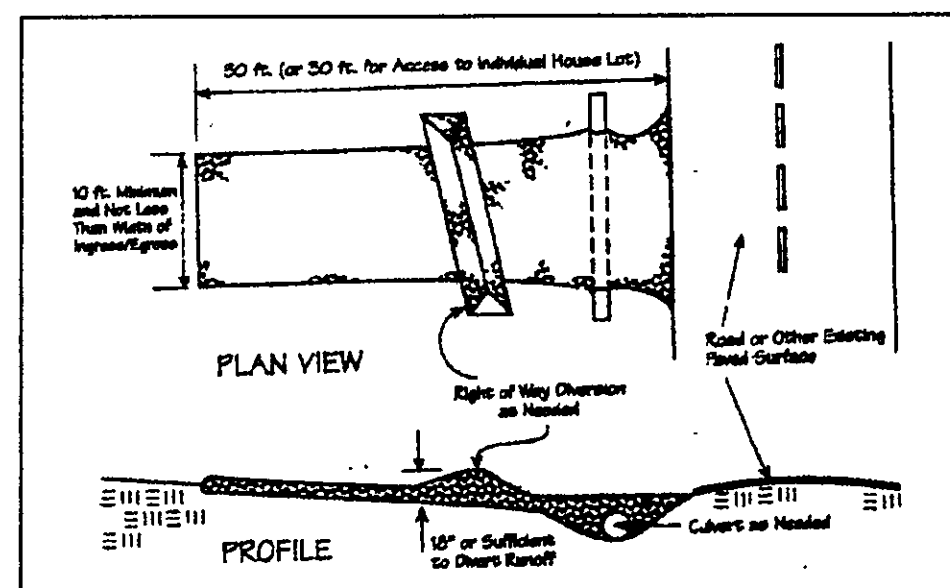 50 ft. (or 30 ft. for Access to Individual House Lot)
10 ft. Minimum
and Not Less
Than Width of
Ingress/Egress
PLAN VIEW
Right of Way Diversion
as Needed
Road or Other Existing
Paved Surface
18" or Sufficient
to Divert Runoff
Culvert as Needed
PROFILE